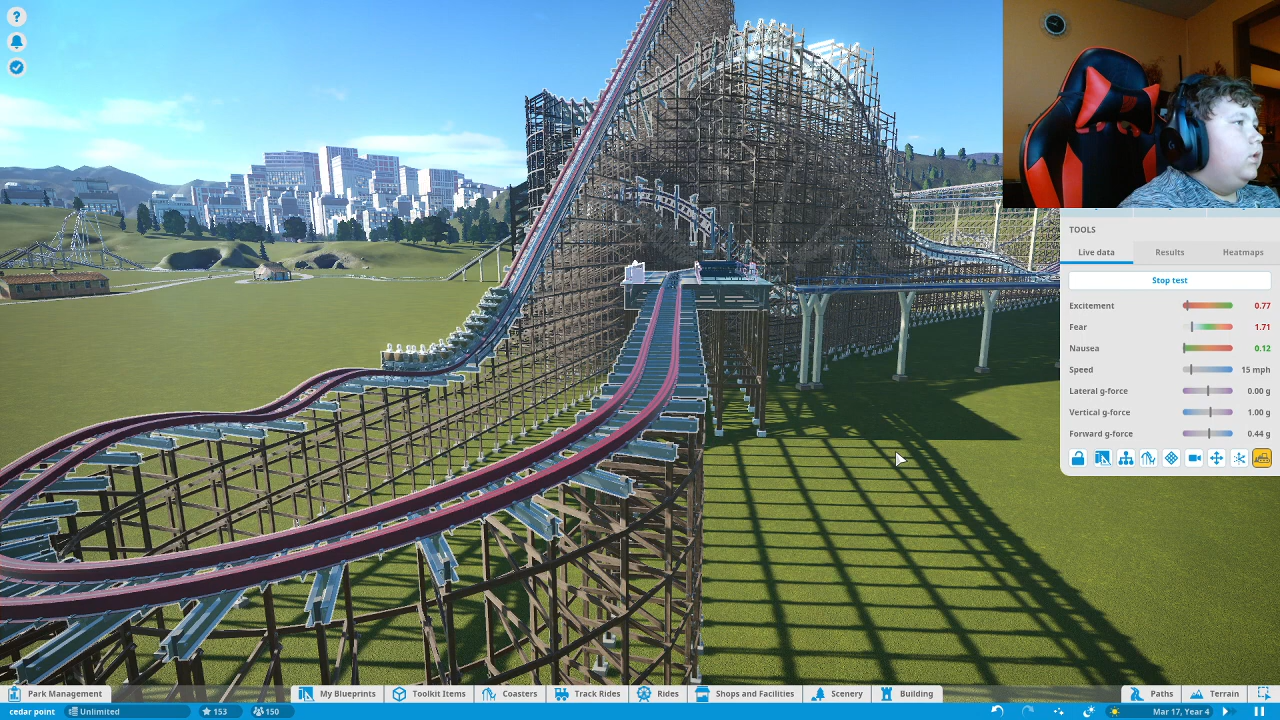 ?
TOOLS
Live data Results Heatmaps
Stop test
Excitement 0.77
Fear 1.71
Nausea 0.12
Speed 15 mph
Lateral g-force 0.00 g
Vertical g-force 1.00 g
Forward g-force 0.44 g
Park Management My Blueprints Toolkit Items Coasters Track Rides Rides Shops and Facilities Scenery Building Paths Terrain
cedar point Unlimited 153 150 Mar 17, Year 4